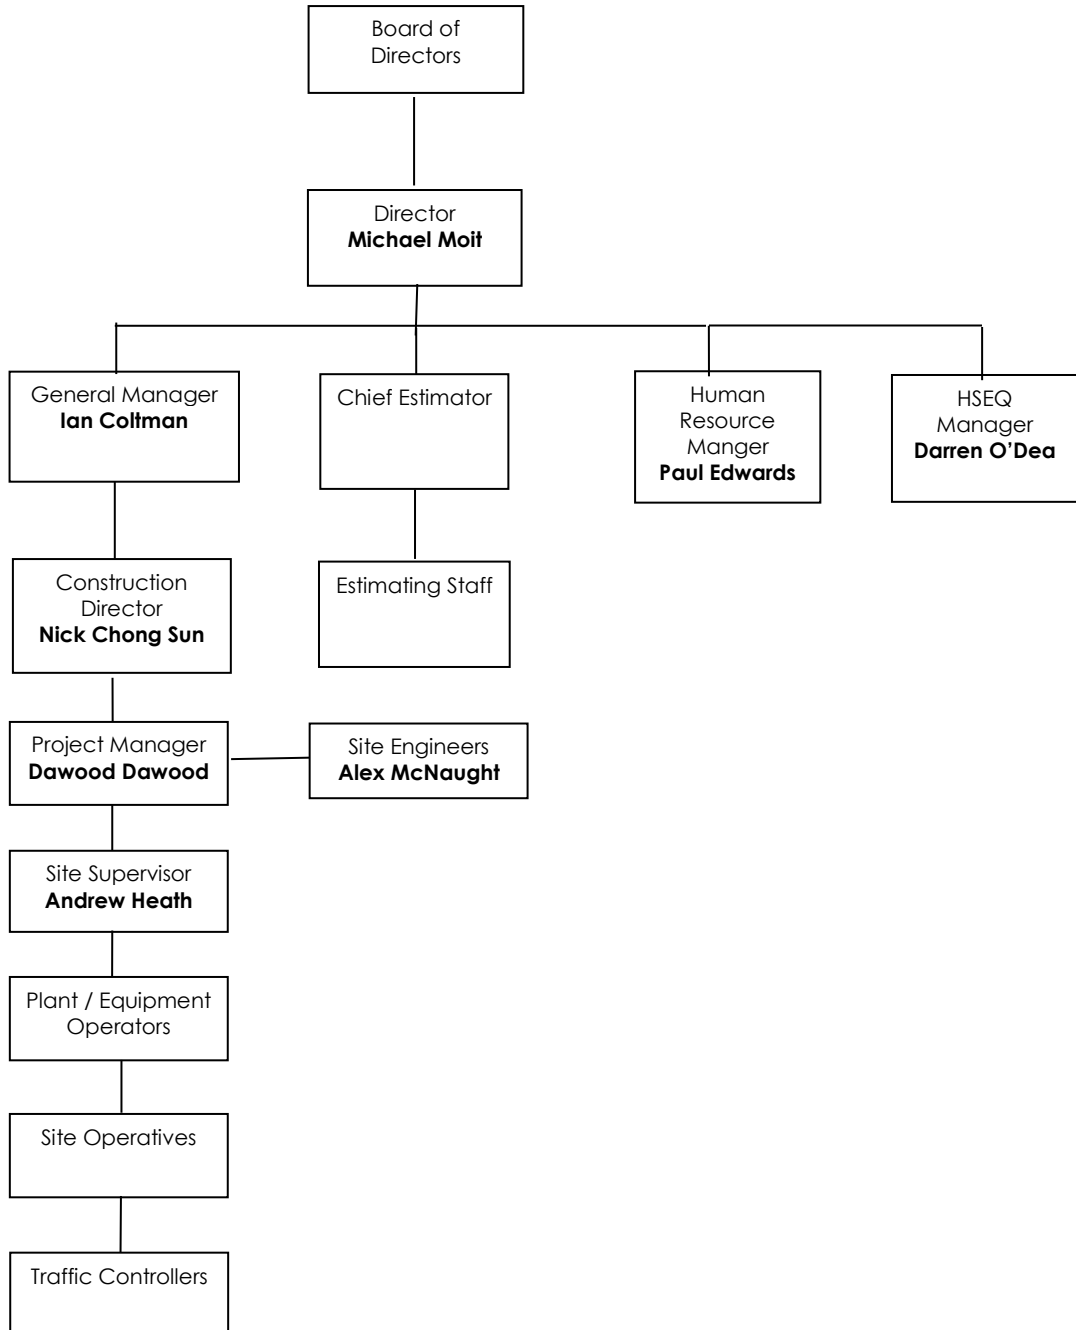 Board of
Directors
Director
Michael Moit
General Manager
Ian Coltman
Chief Estimator
Human
Resource
Manger
Paul Edwards
HSEQ
Manager
Darren O’Dea
Construction
Director
Nick Chong Sun
Estimating Staff
Project Manager
Dawood Dawood
Site Engineers
Alex McNaught
Site Supervisor
Andrew Heath
Plant / Equipment
Operators
Site Operatives
Traffic Controllers